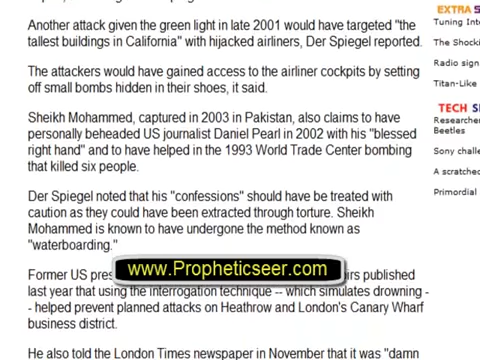 EXTRA S
Another attack given the green light in late 2001 would have targeted "the
tallest buildings in California" with hijacked airliners, Der Spiegel reported.
The attackers would have gained access to the airliner cockpits by setting
off small bombs hidden in their shoes, it said.
Sheikh Mohammed, captured in 2003 in Pakistan, also claims to have
personally beheaded US journalist Daniel Pearl in 2002 with his "blessed
right hand" and to have helped in the 1993 World Trade Center bombing
that killed six people.
Der Spiegel noted that his "confessions" should be treated with
caution as they could have been extracted through torture. Sheikh
Mohammed is known to have undergone the method known as
"waterboarding."
Former US pres
www.Propheticseer.com
irs published
last year that using the interrogation technique -- which simulates drowning -
- helped prevent planned attacks on Heathrow and London's Canary Wharf
business district.
He also told the London Times newspaper in November that it was "damn
Tuning Inte
The Shocki
Radio sign
Titan-Like
TECH S
Researcher
Beetles
Sony challe
A scratched
Primordial